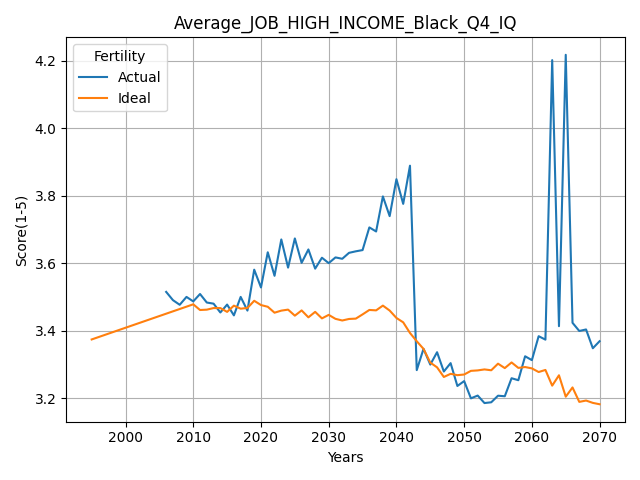 Average_JOB_HIGH_INCOME_Black_Q4_IQ
Fertility
Actual
Ideal
Score(1-5)
4.2
4.0
3.8
3.6
3.4
3.2
2000 2010 2020 2030 2040 2050 2060 2070
Years